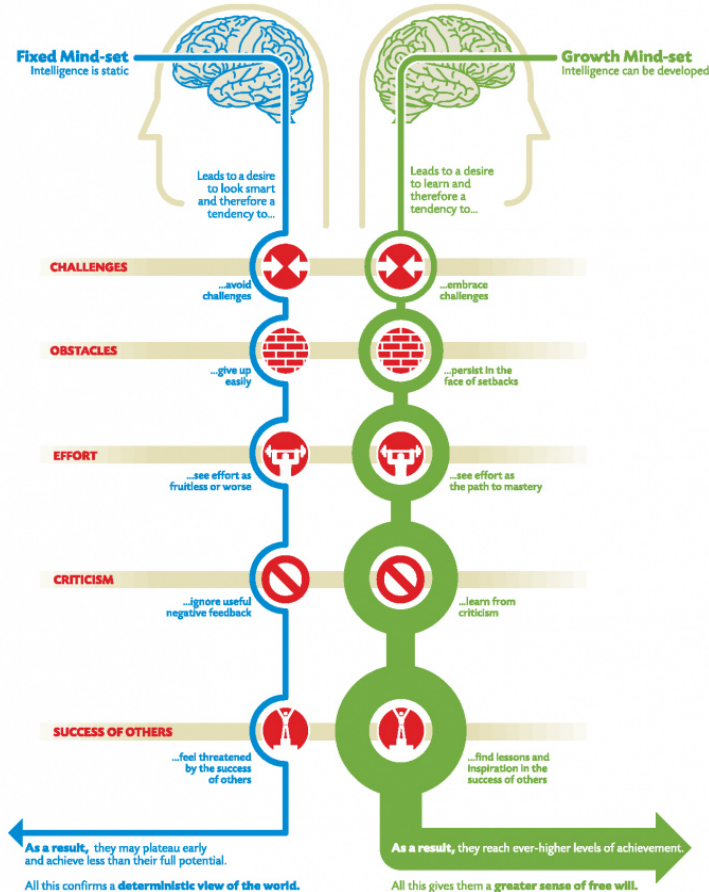 Fixed Mind-set
Intelligence is static
Growth Mind-set
Intelligence can be developed
Leads to a desire
to look smart
and therefore a
tendency to...
Leads to a desire
to learn and
therefore a
tendency to...
CHALLENGES
...avoid
challenges
...embrace
challenges
OBSTACLES
...give up
easily
...persist in the
face of setbacks
EFFORT
...see effort as
fruitless or worse
...see effort as
the path to mastery
CRITICISM
...ignore useful
negative feedback
...learn from
criticism
SUCCESS OF OTHERS
...feel threatened
by the success
of others
...find lessons and
inspiration in the
success of others
As a result, they may plateau early
and achieve less than their full potential.
All this confirms a deterministic view of the world.
As a result, they reach ever-higher levels of achievement.
All this gives them a greater sense of free will.